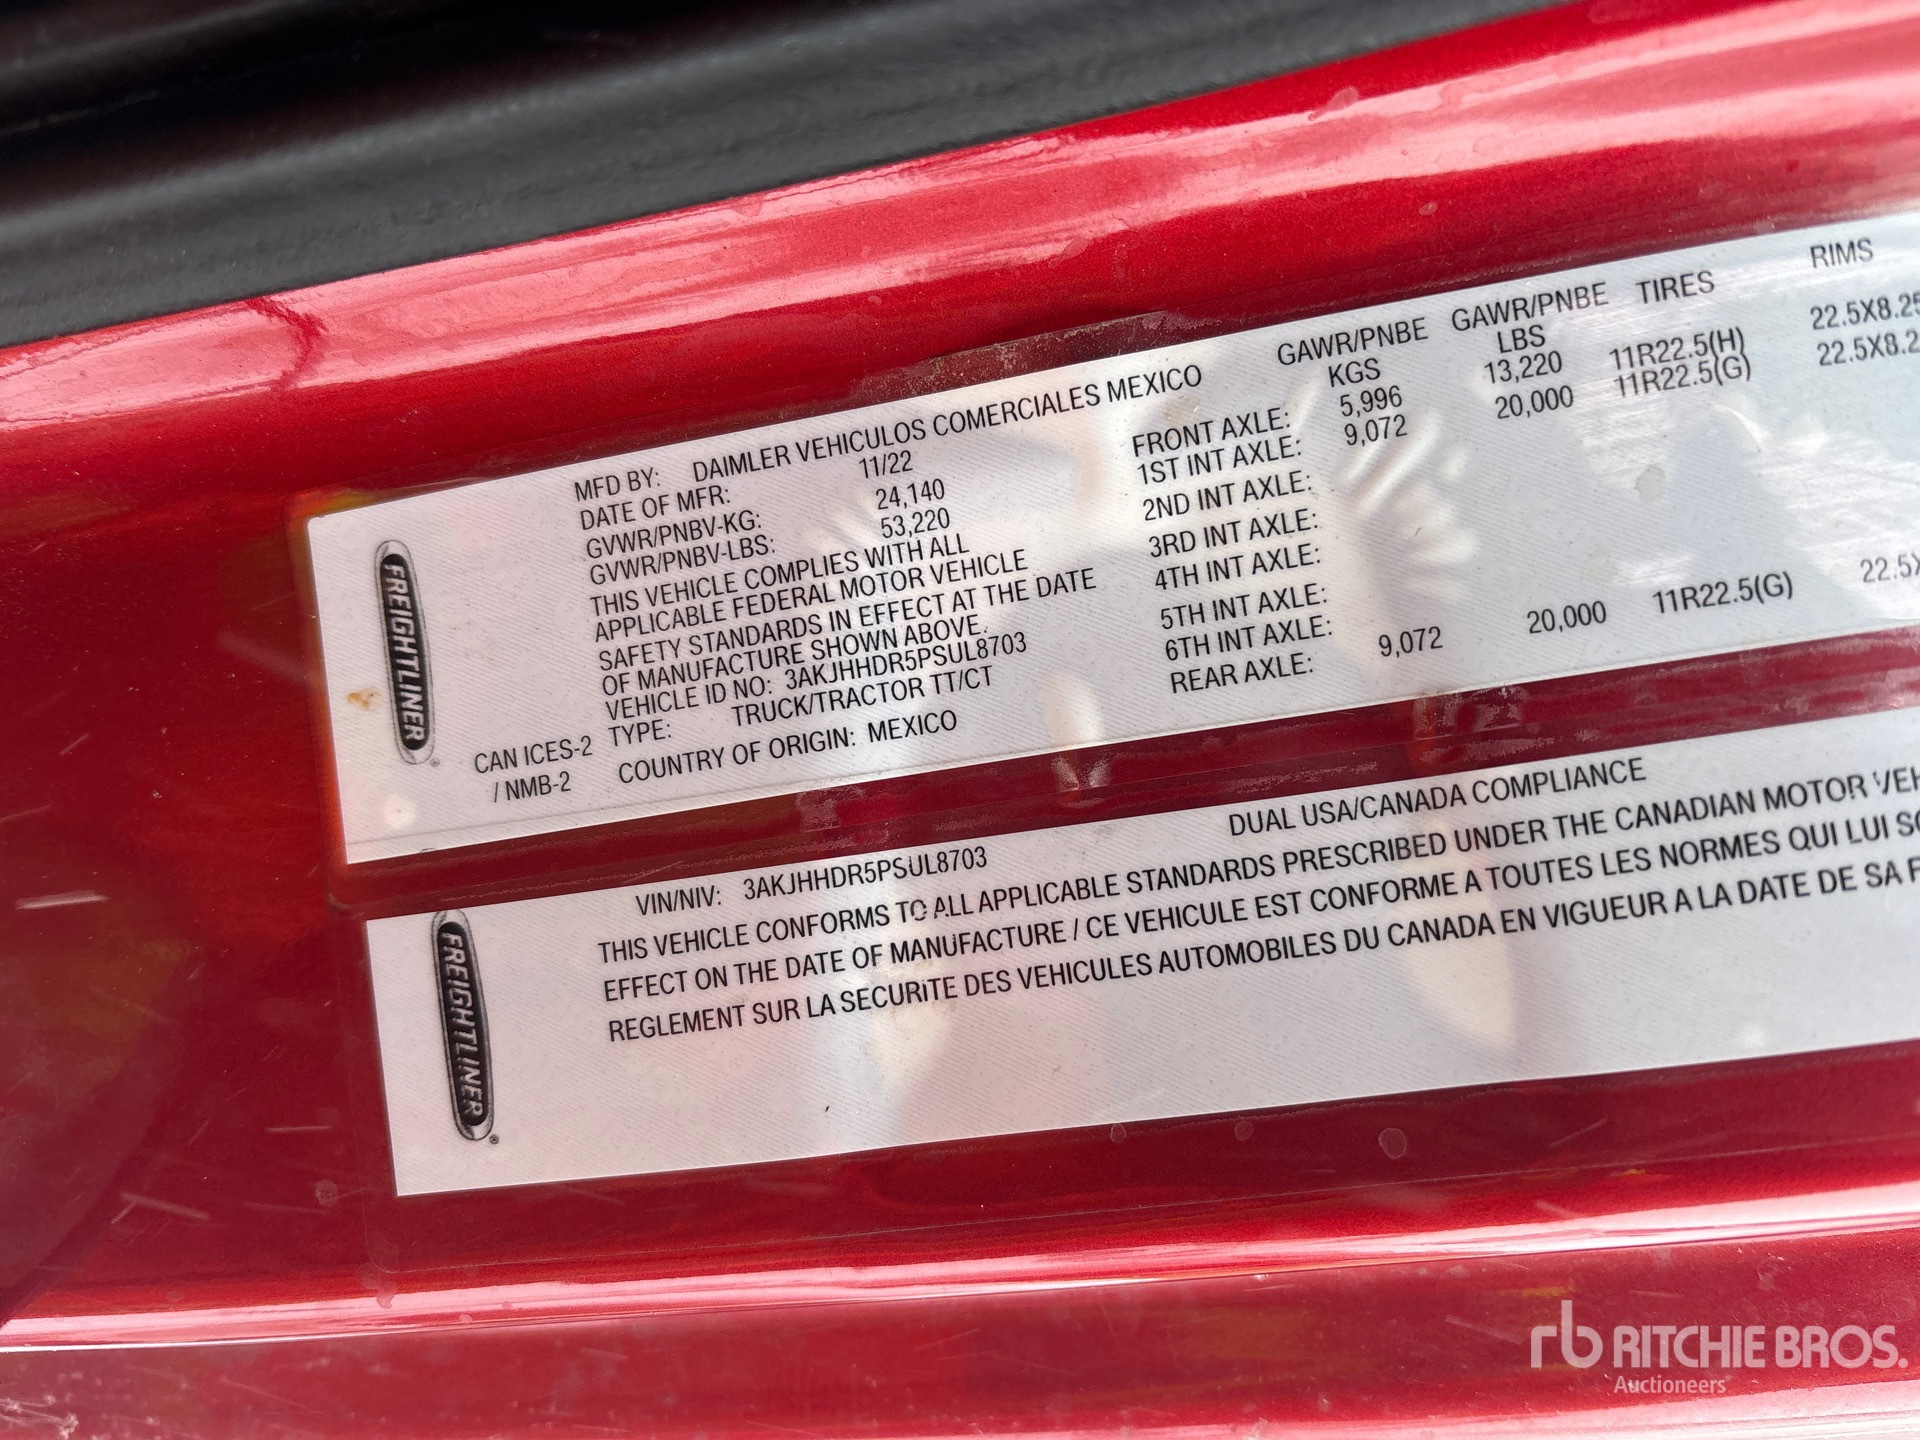 FREIGHTLINER
MFD BY: DAIMLER VEHICULOS COMERCIALES MEXICO
DATE OF MFR: 11/22
GVWR/PNBV-KG: 24,140
GVWR/PNBV-LBS: 53,220
THIS VEHICLE COMPLIES WITH ALL
APPLICABLE FEDERAL MOTOR VEHICLE
SAFETY STANDARDS IN EFFECT AT THE DATE
OF MANUFACTURE SHOWN ABOVE.
VEHICLE ID NO: 3AKJHHDR5PSUL8703
TYPE: TRUCK/TRACTOR TT/CT
COUNTRY OF ORIGIN: MEXICO
CAN ICES-2
/ NMB-2
GAWR/PNBE GAWR/PNBE TIRES RIMS
KGS LBS
FRONT AXLE: 5,996 13,220 11R22.5(H) 22.5X8.25
1ST INT AXLE: 9,072 20,000 11R22.5(G) 22.5X8.2
2ND INT AXLE:
3RD INT AXLE:
4TH INT AXLE:
5TH INT AXLE:
6TH INT AXLE:
REAR AXLE: 9,072 20,000 11R22.5(G) 22.5X
FREIGHTLINER
DUAL USA/CANADA COMPLIANCE
VIN/NIV: 3AKJHHDR5PSUL8703
THIS VEHICLE CONFORMS TO ALL APPLICABLE STANDARDS PRESCRIBED UNDER THE CANADIAN MOTOR VEH
EFFECT ON THE DATE OF MANUFACTURE / CE VEHICULE EST CONFORME A TOUTES LES NORMES QUI LUI SO
REGLEMENT SUR LA SECURITE DES VEHICULES AUTOMOBILES DU CANADA EN VIGUEUR A LA DATE DE SA F
rb RITCHIE BROS.
Auctioneers